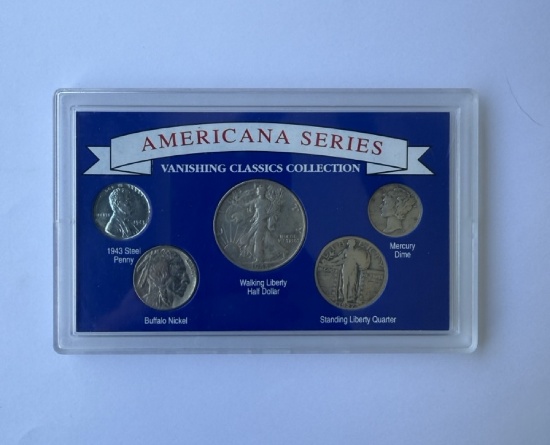 AMERICANA SERIES
VANISHING CLASSICS COLLECTION
1943 Steel
Penny
Buffalo Nickel
Walking Liberty
Half Dollar
Standing Liberty Quarter
Mercury
Dime